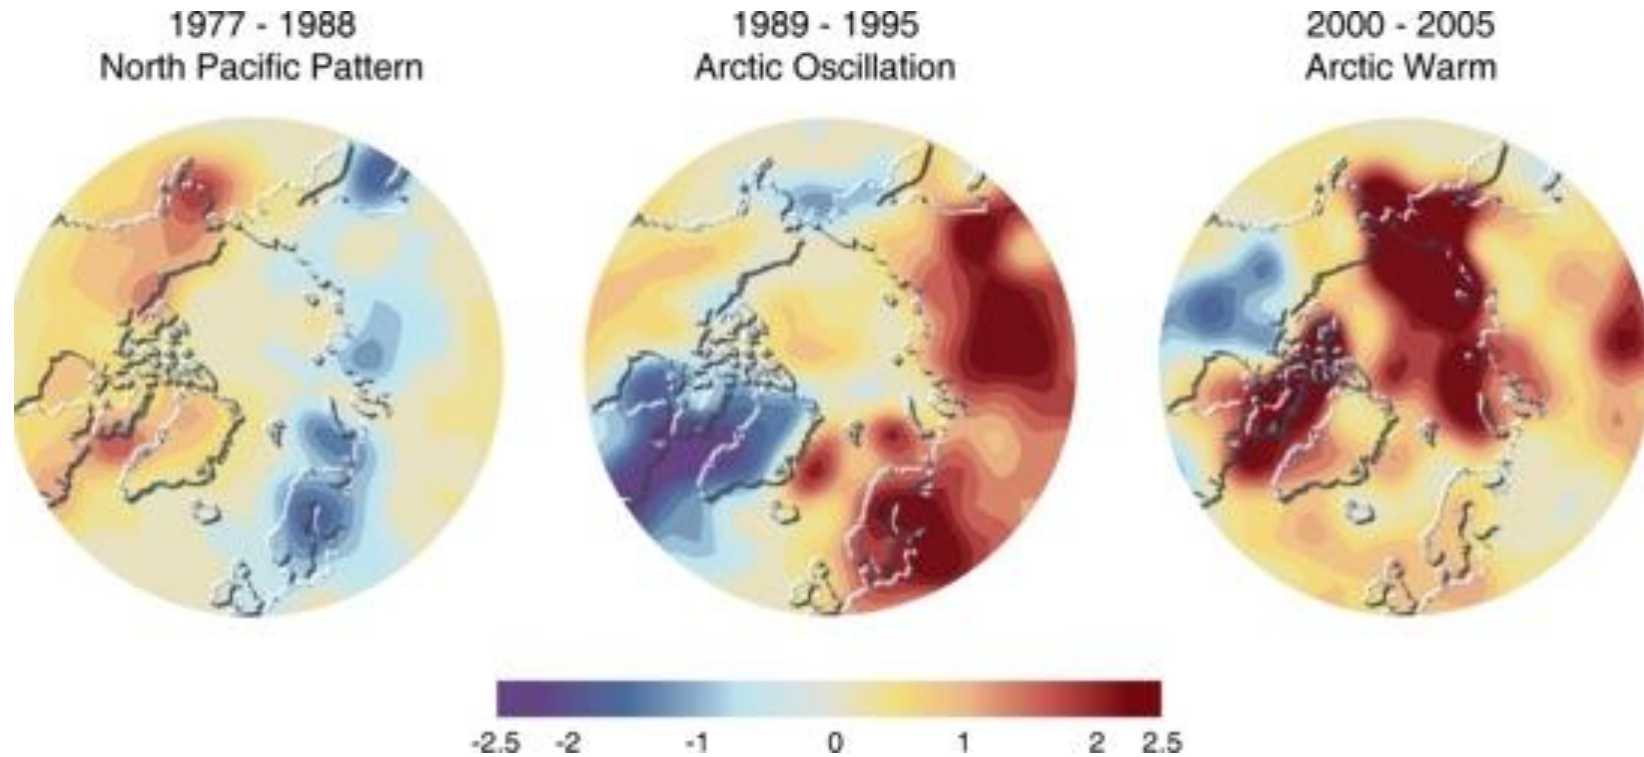 1977 - 1988
North Pacific Pattern
1989 - 1995
Arctic Oscillation
2000 - 2005
Arctic Warm
-2.5 -2 -1 0 1 2 2.5